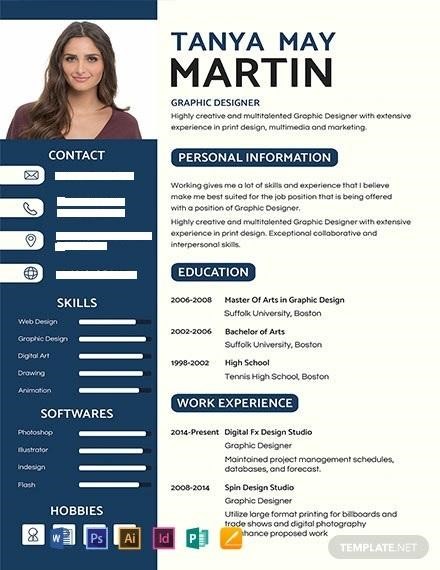 TANYA MAY
MARTIN
GRAPHIC DESIGNER
Highly creative and multitalented Graphic Designer with extensive
experience in print design, multimedia and marketing.
CONTACT
SKILLS
Web Design
Graphic Design
Digital Art
Drawing
Animation
SOFTWARES
Photoshop
Illustrator
Indesign
Flash
HOBBIES
PERSONAL INFORMATION
Working gives me a lot of skills and experience that I believe
make me best suited for the job position that is being offered
with a position of Graphic Designer.
Highly creative and multitalented Graphic Designer with extensive
experience in print design. Exceptional collaborative and
interpersonal skills.
EDUCATION
2006-2008 Master Of Arts in Graphic Design
Suffolk University, Boston
2002-2006 Bachelor of Arts
Suffolk University, Boston
1998-2002 High School
Tennis High School, Boston
WORK EXPERIENCE
2014-Present Digital Fx Design Studio
Graphic Designer
Maintained project management schedules,
databases, and forecast.
2008-2014 Spin Design Studio
Graphic Designer
Utilize large format printing for billboards and
trade shows and digital photography
enhance proposed work
W Ps Ai Id P
TEMPLATE.NET